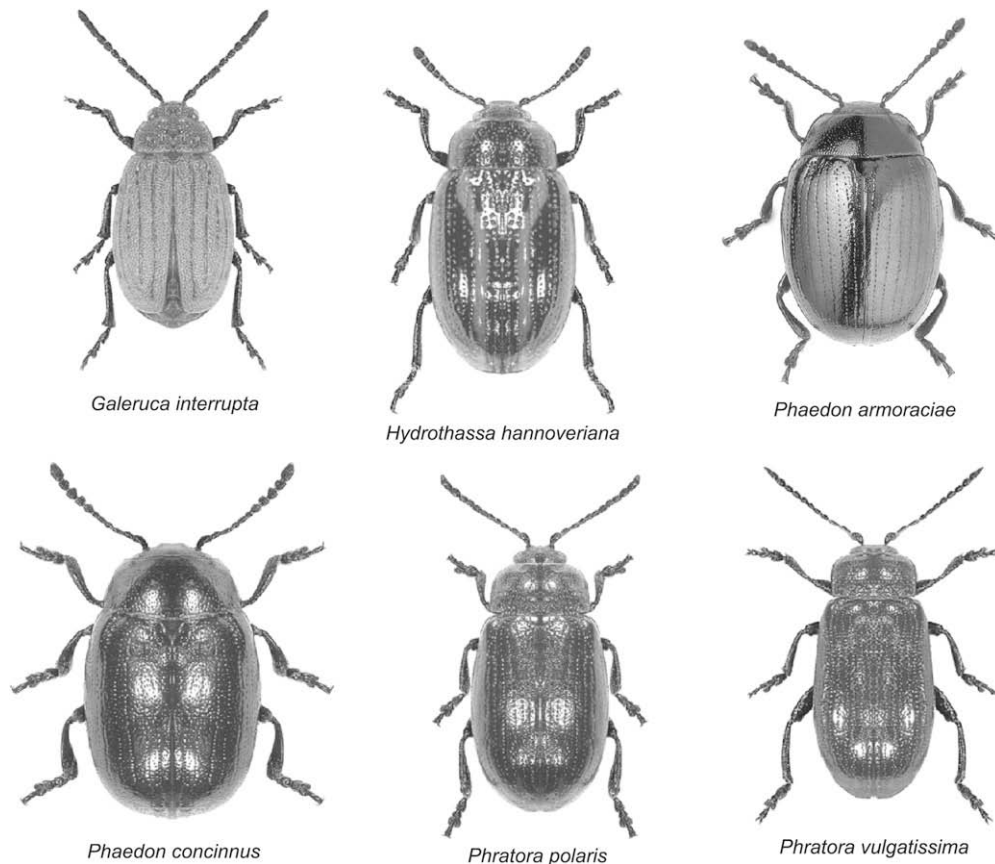 Galeruca interrupta
Hydrothassa hannoveriana
Phaedon armoraciae
Phaedon concinnus
Phratora polaris
Phratora vulgatissima